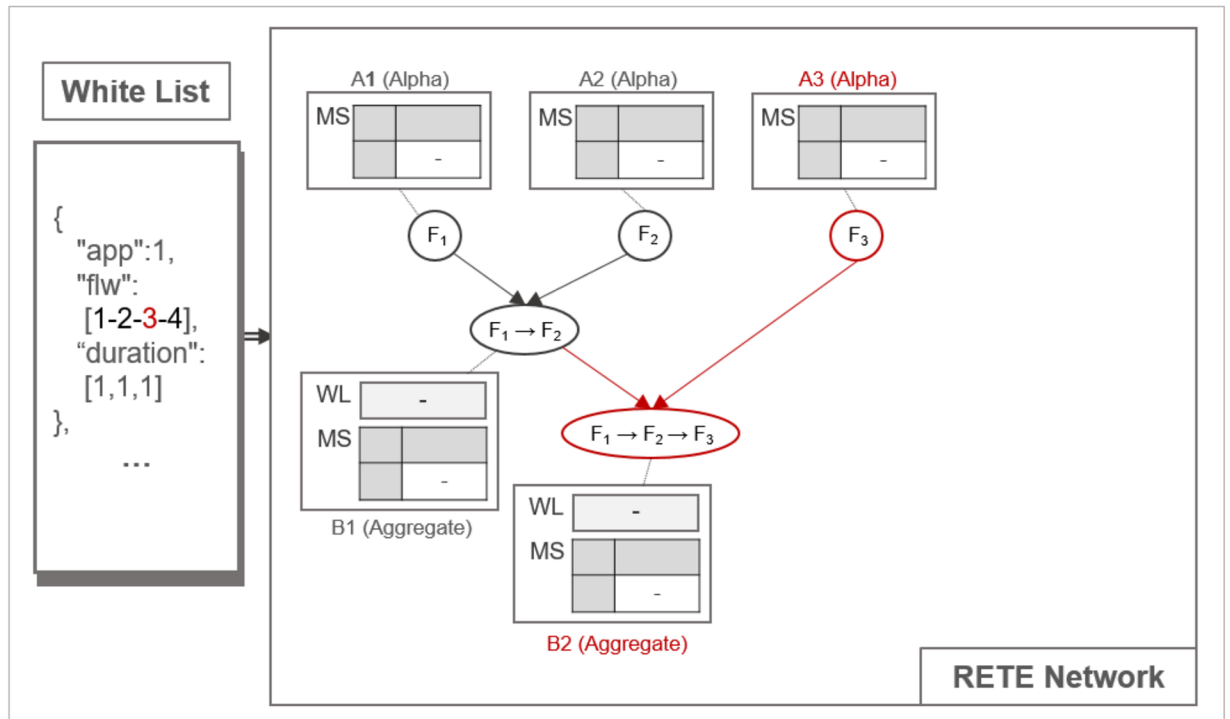 White List
{
"app":1,
"flw":
[1-2-3-4],
“duration":
[1,1,1]
},
...
A1 (Alpha)
MS
-
A2 (Alpha)
MS
-
A3 (Alpha)
MS
-
F₁
F₂
F₃
F₁ → F₂
WL
-
MS
-
B1 (Aggregate)
F₁ → F₂ → F₃
WL
-
MS
-
B2 (Aggregate)
RETE Network